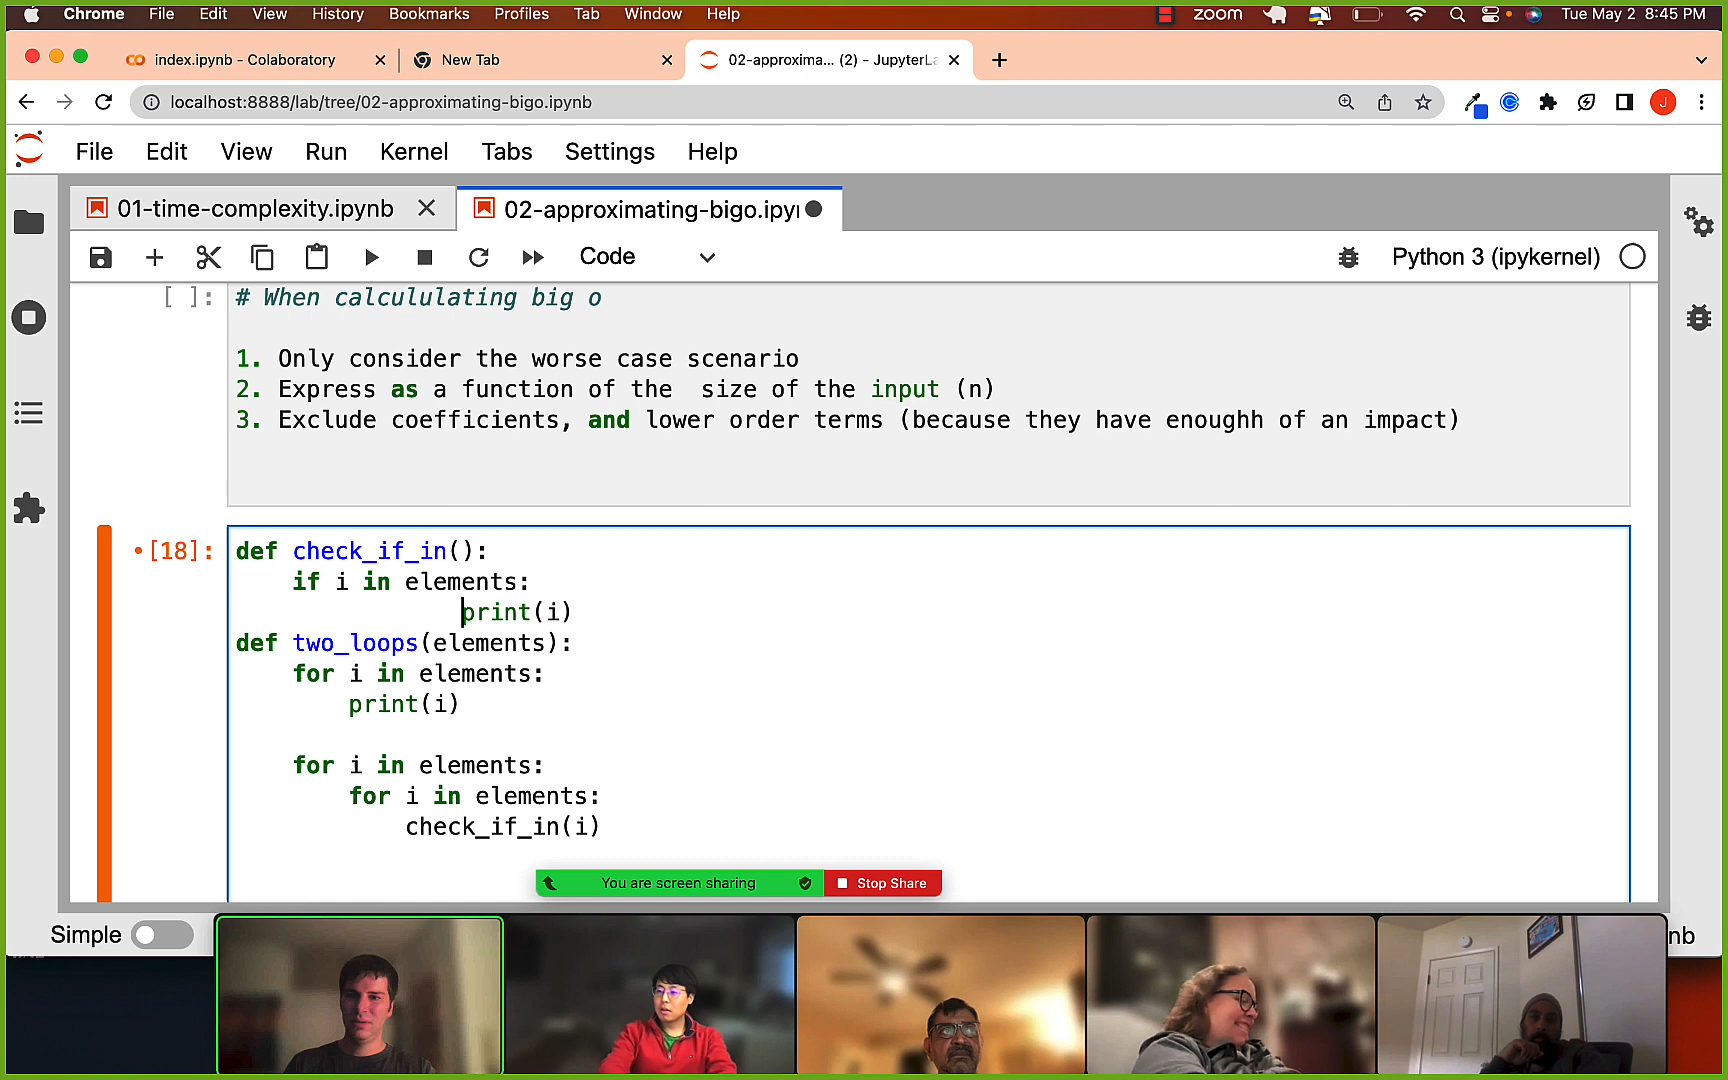 Chrome File Edit View History Bookmarks Profiles Tab Window Help zoom Tue May 2 8:45 PM
index.ipynb - Colaboratory New Tab 02-approxima... (2) - JupyterLa
localhost:8888/lab/tree/02-approximating-bigo.ipynb J
File Edit View Run Kernel Tabs Settings Help
01-time-complexity.ipynb 02-approximating-bigo.ipy
Code Python 3 (ipykernel)
[ ]: # When calcululating big o
1. Only consider the worse case scenario
2. Express as a function of the  size of the input (n)
3. Exclude coefficients, and lower order terms (because they have enoughh of an impact)
[18]: def check_if_in():
if i in elements:
print(i)
def two_loops(elements):
for i in elements:
print(i)
for i in elements:
for i in elements:
check_if_in(i)
You are screen sharing Stop Share
Simple nb